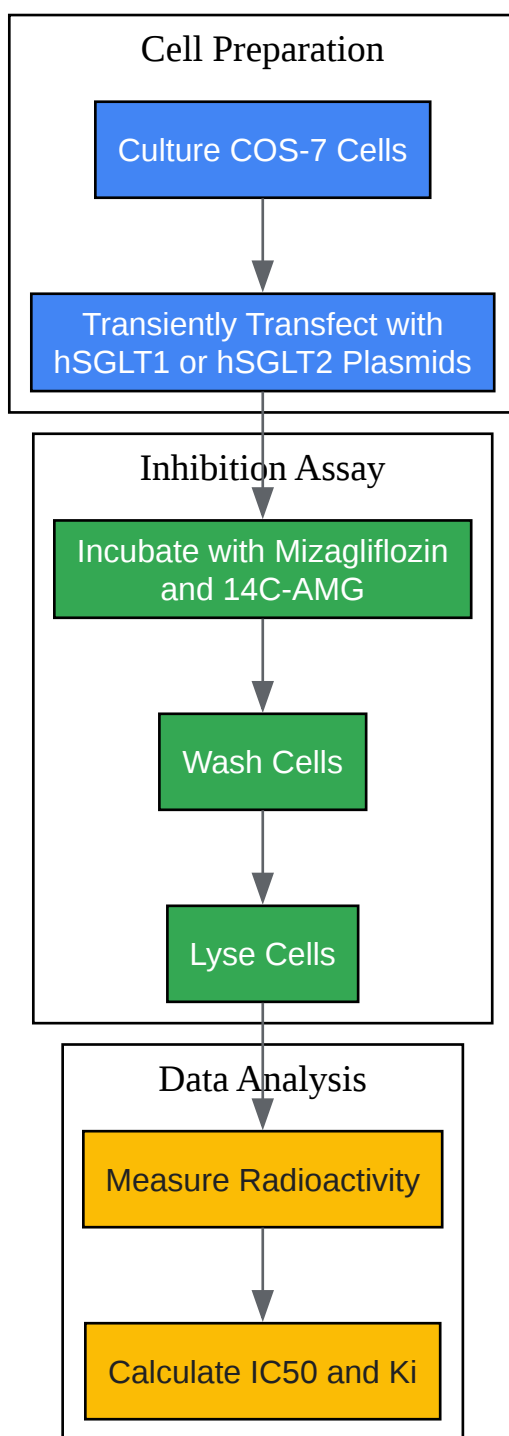 Cell Preparation
Culture COS-7 Cells
Transiently Transfect with
hSGLT1 or hSGLT2 Plasmids
Inhibition Assay
Incubate with Mizagliflozin
and 14C-AMG
Wash Cells
Lyse Cells
Data Analysis
Measure Radioactivity
Calculate IC50 and Ki